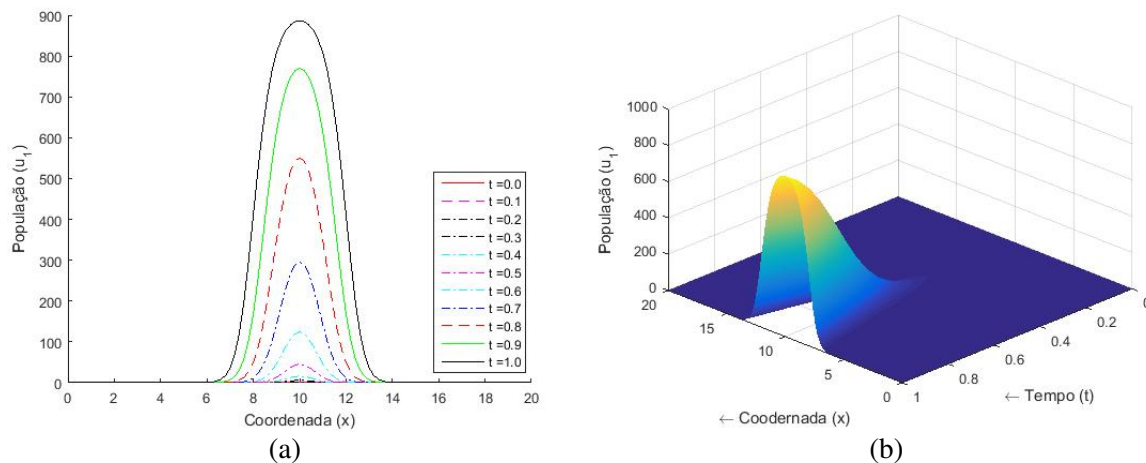 900
800
700
600
500
400
300
200
100
0
População (u1)
0 2 4 6 8 10 12 14 16 18 20
Coordenada (x)
t =0.0
t =0.1
t =0.2
t =0.3
t =0.4
t =0.5
t =0.6
t =0.7
t =0.8
t =0.9
t =1.0
(a)
1000
800
600
400
200
0
População (u1)
20 15 10 5 0
← Coodernada (x)
1 0.8 0.6 0.4 0.2 0
← Tempo (t)
(b)